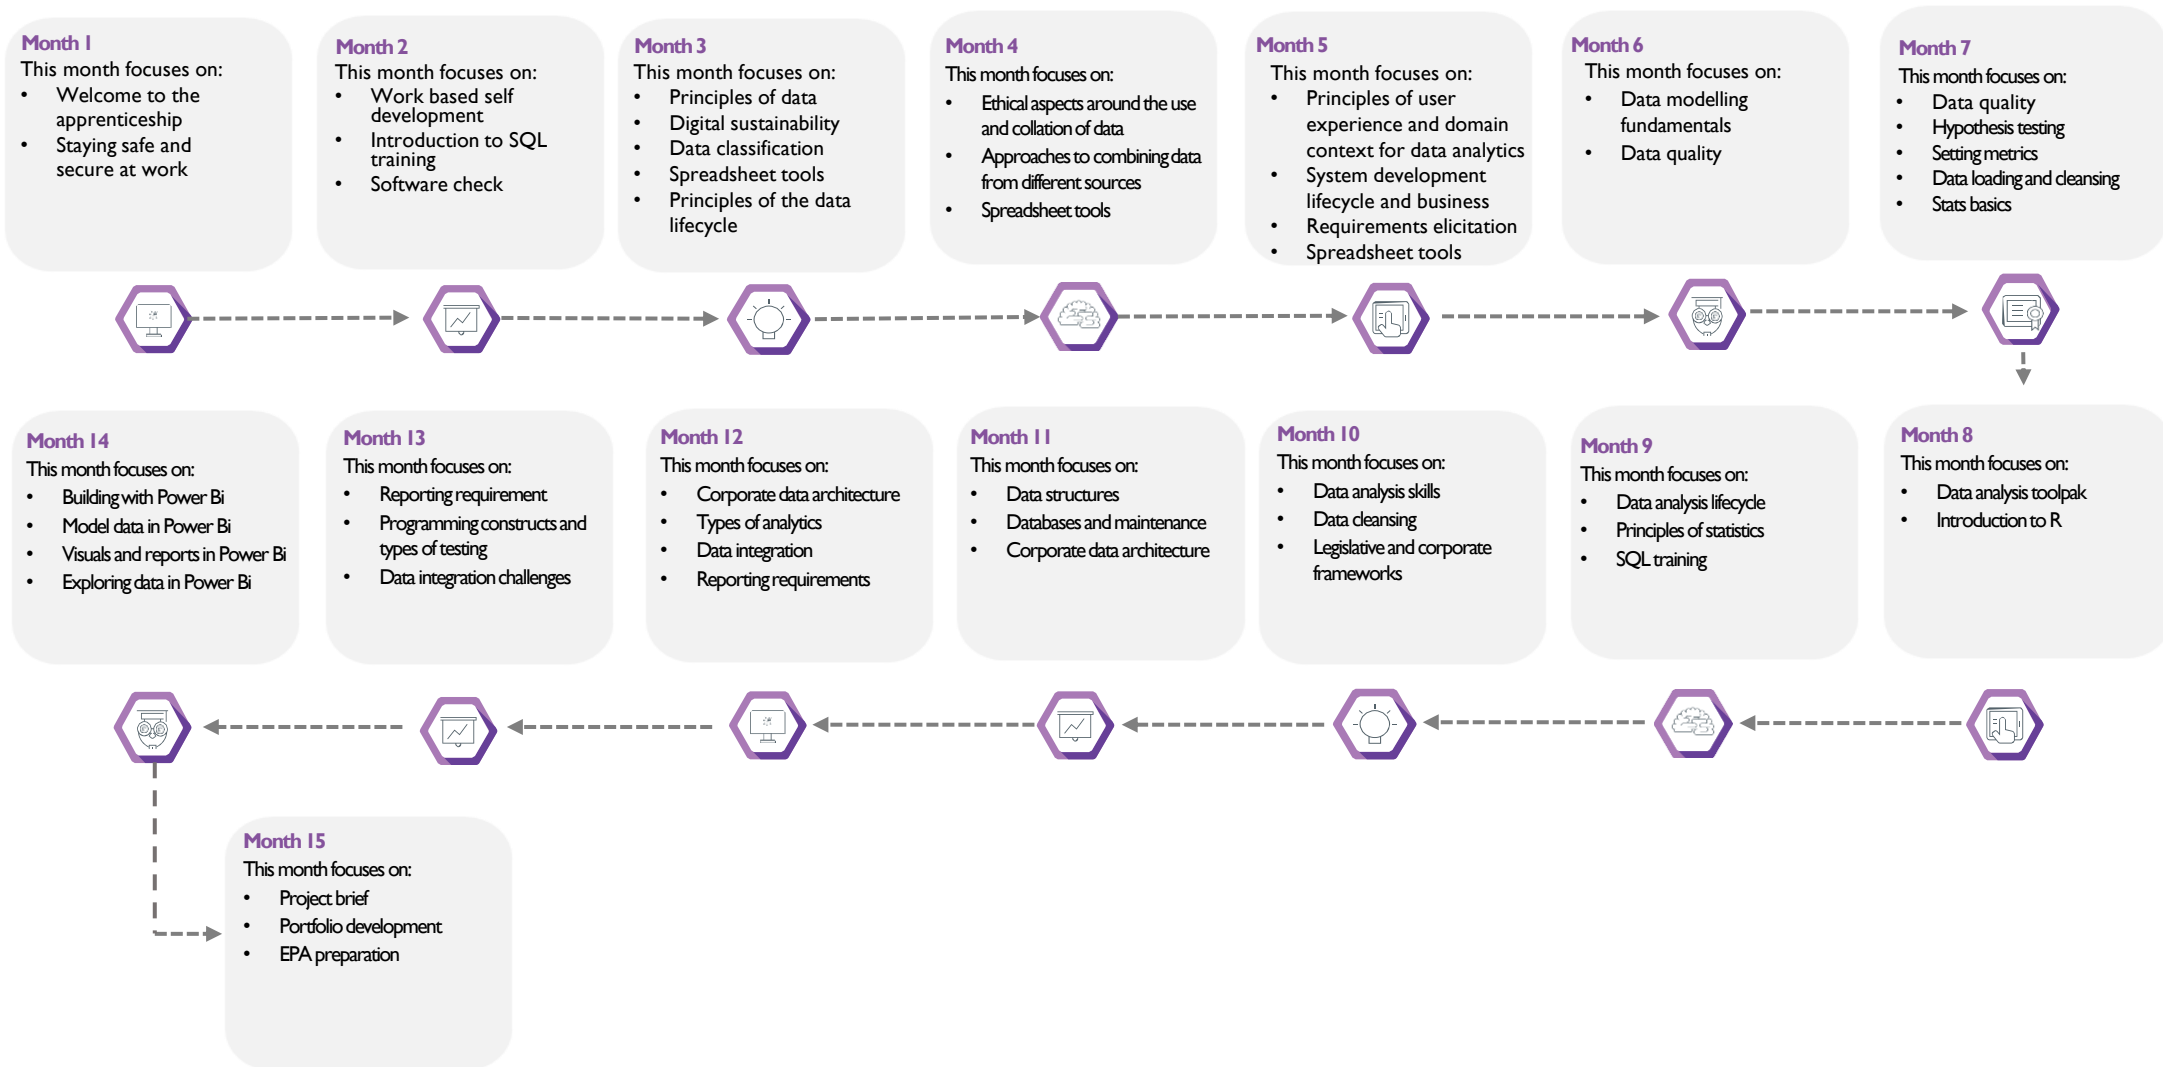 Month 1
This month focuses on:
• Welcome to the
apprenticeship
• Staying safe and
secure at work
Month 2
This month focuses on:
• Work based self
development
• Introduction to SQL
training
• Software check
Month 3
This month focuses on:
• Principles of data
• Digital sustainability
• Data classification
• Spreadsheet tools
• Principles of the data
lifecycle
Month 4
This month focuses on:
• Ethical aspects around the use
and collation of data
• Approaches to combining data
from different sources
• Spreadsheet tools
Month 5
This month focuses on:
• Principles of user
experience and domain
context for data analytics
• System development
lifecycle and business
• Requirements elicitation
• Spreadsheet tools
Month 6
This month focuses on:
• Data modelling
fundamentals
• Data quality
Month 7
This month focuses on:
• Data quality
• Hypothesis testing
• Setting metrics
• Data loading and cleansing
• Stats basics
Month 8
This month focuses on:
• Data analysis toolpak
• Introduction to R
Month 9
This month focuses on:
• Data analysis lifecycle
• Principles of statistics
• SQL training
Month 10
This month focuses on:
• Data analysis skills
• Data cleansing
• Legislative and corporate
frameworks
Month 11
This month focuses on:
• Data structures
• Databases and maintenance
• Corporate data architecture
Month 12
This month focuses on:
• Corporate data architecture
• Types of analytics
• Data integration
• Reporting requirements
Month 13
This month focuses on:
• Reporting requirement
• Programming constructs and
types of testing
• Data integration challenges
Month 14
This month focuses on:
• Building with Power Bi
• Model data in Power Bi
• Visuals and reports in Power Bi
• Exploring data in Power Bi
Month 15
This month focuses on:
• Project brief
• Portfolio development
• EPA preparation